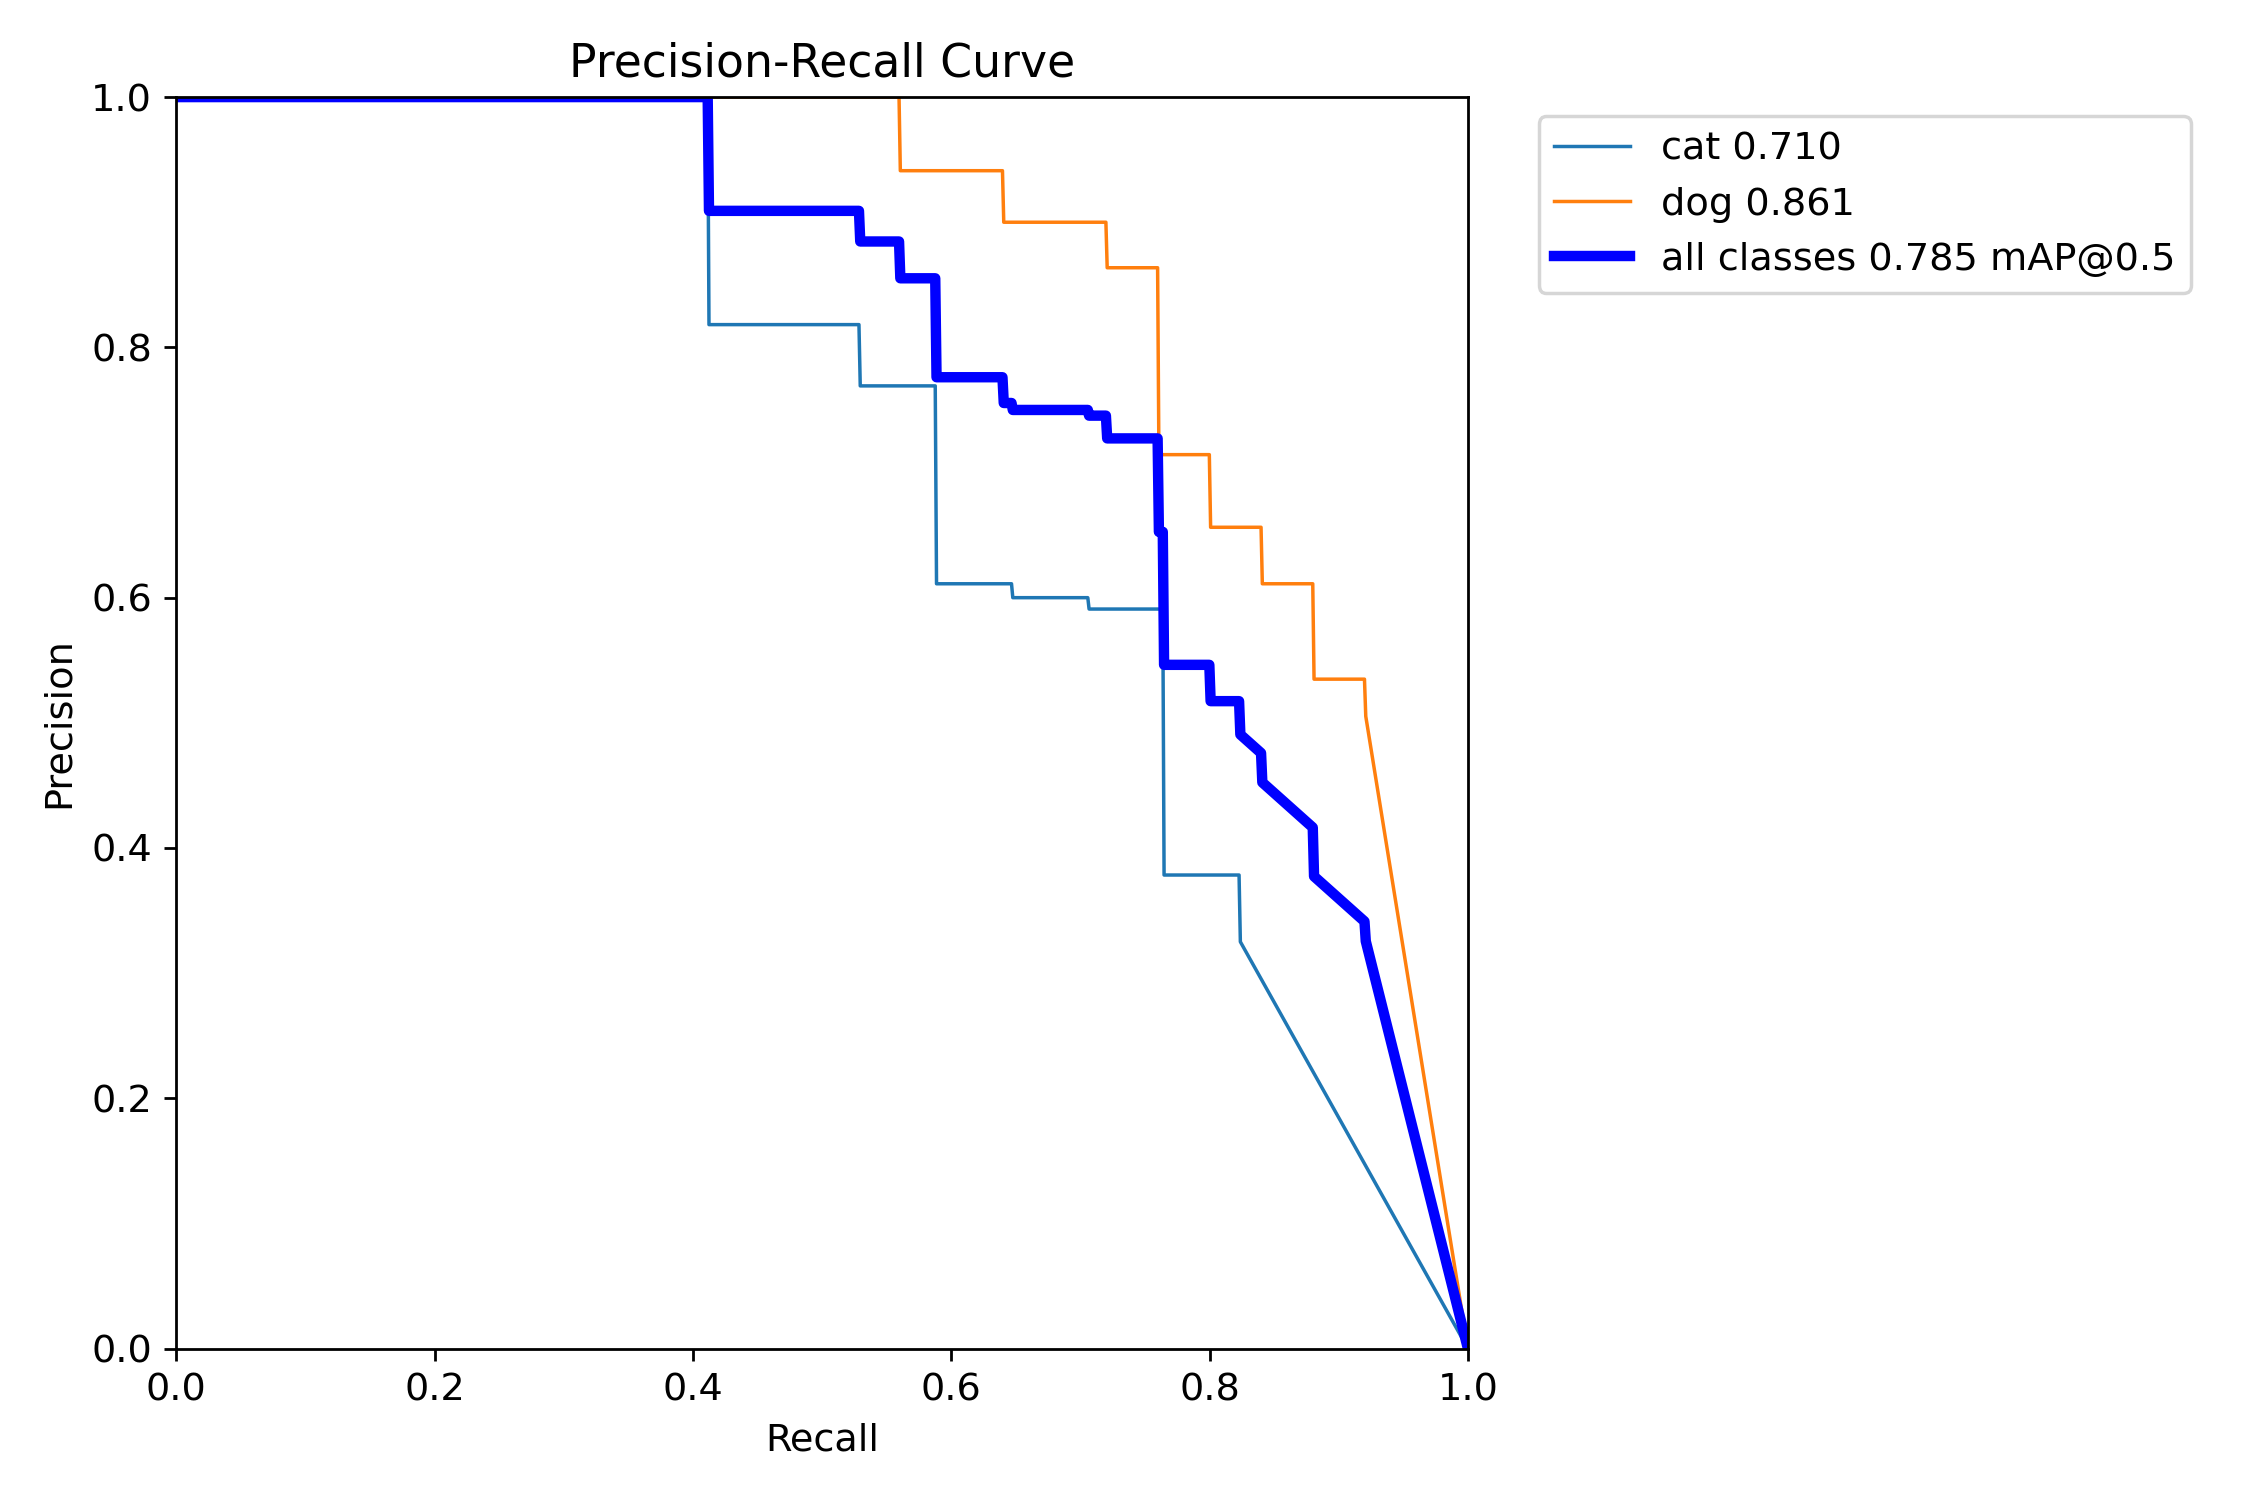 Precision-Recall Curve
1.0
0.8
0.6
0.4
0.2
0.0
Precision
0.0 0.2 0.4 0.6 0.8 1.0
Recall
cat 0.710
dog 0.861
all classes 0.785 mAP@0.5